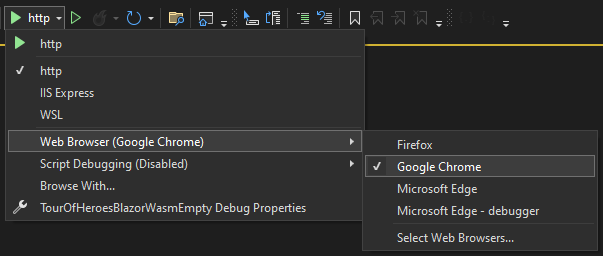 http
http
http
IIS Express
WSL
Web Browser (Google Chrome)
Script Debugging (Disabled)
Browse With...
TourOfHeroesBlazorWasmEmpty Debug Properties
Firefox
Google Chrome
Microsoft Edge
Microsoft Edge - debugger
Select Web Browsers...